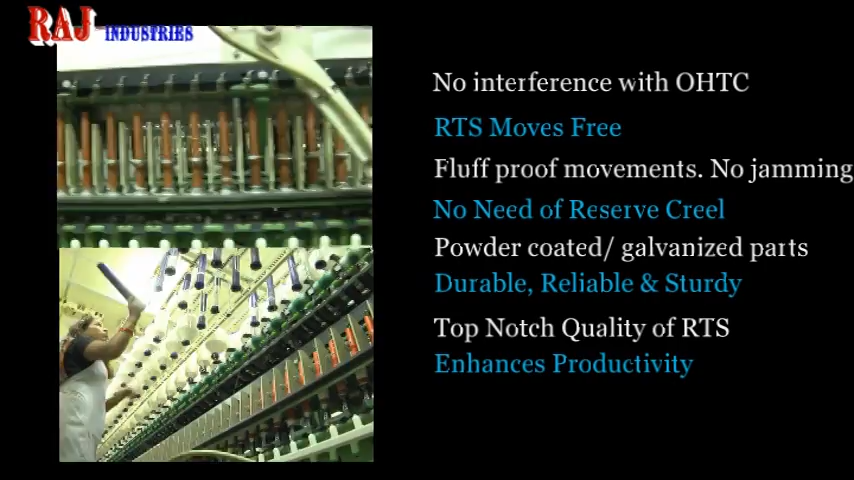 RAJ INDUSTRIES
No interference with OHTC
RTS Moves Free
Fluff proof movements. No jamming
No Need of Reserve Creel
Powder coated/ galvanized parts
Durable, Reliable & Sturdy
Top Notch Quality of RTS
Enhances Productivity